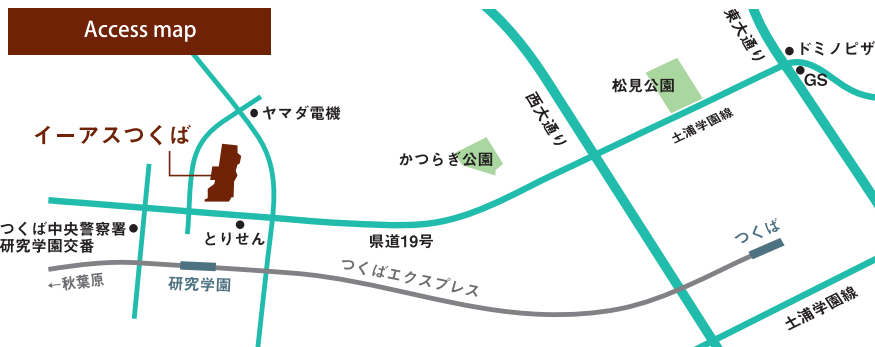 Access map
東大通り
ドミノピザ
GS
松見公園
土浦学園線
西大通り
ヤマダ電機
イーアスつくば
かつらぎ公園
つくば中央警察署
研究学園交番
とりせん
県道19号
つくば
←秋葉原
研究学園
つくばエクスプレス
土浦学園線